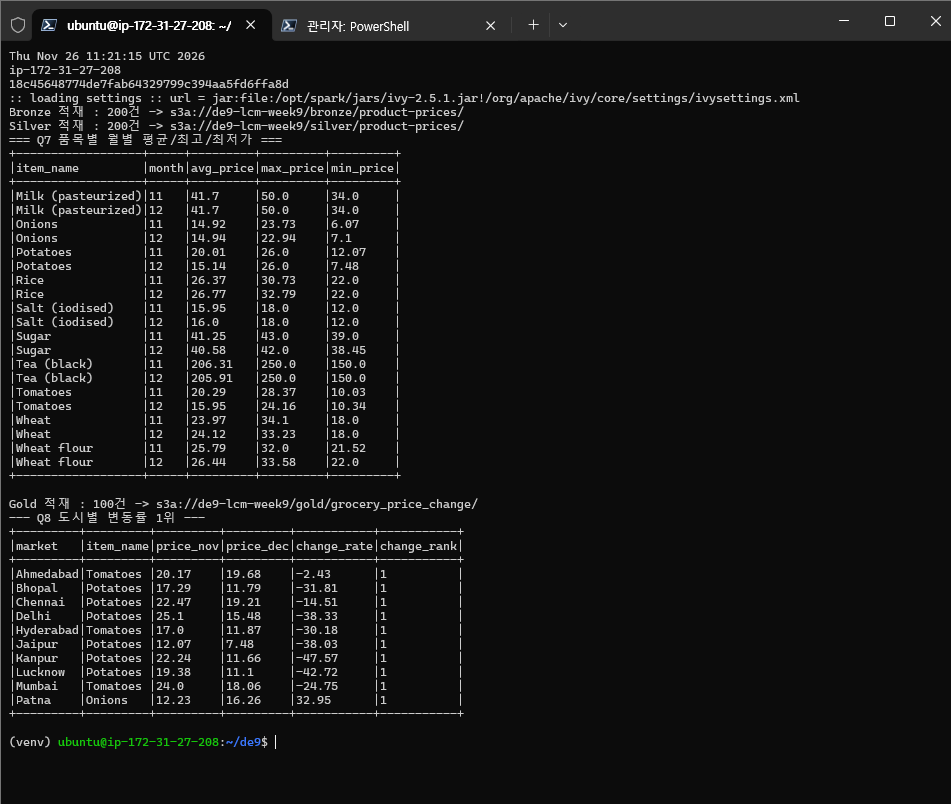 ubuntu@ip-172-31-27-208: ~/
관리자: PowerShell
Thu Nov 26 11:21:15 UTC 2026
ip-172-31-27-208
18c45648774de7fab64329799c394aa5fd6ffa8d
:: loading settings :: url = jar:file:/opt/spark/jars/ivy-2.5.1.jar!/org/apache/ivy/core/settings/ivysettings.xml
Bronze 적재 : 200건 -> s3a://de9-lcm-week9/bronze/product-prices/
Silver 적재 : 200건 -> s3a://de9-lcm-week9/silver/product-prices/
=== Q7 품목별 월별 평균/최고/최저가 ===
+------------------+-----+---------+---------+---------+
|item_name         |month|avg_price|max_price|min_price|
+------------------+-----+---------+---------+---------+
|Milk (pasteurized)|11   |41.7     |50.0     |34.0     |
|Milk (pasteurized)|12   |41.7     |50.0     |34.0     |
|Onions            |11   |14.92    |23.73    |6.07     |
|Onions            |12   |14.94    |22.94    |7.1      |
|Potatoes          |11   |20.01    |26.0     |12.07    |
|Potatoes          |12   |15.14    |26.0     |7.48     |
|Rice              |11   |26.37    |30.73    |22.0     |
|Rice              |12   |26.77    |32.79    |22.0     |
|Salt (iodised)    |11   |15.95    |18.0     |12.0     |
|Salt (iodised)    |12   |16.0     |18.0     |12.0     |
|Sugar             |11   |41.25    |43.0     |39.0     |
|Sugar             |12   |40.58    |42.0     |38.45    |
|Tea (black)       |11   |206.31   |250.0    |150.0    |
|Tea (black)       |12   |205.91   |250.0    |150.0    |
|Tomatoes          |11   |20.29    |28.37    |10.03    |
|Tomatoes          |12   |15.95    |24.16    |10.34    |
|Wheat             |11   |23.97    |34.1     |18.0     |
|Wheat             |12   |24.12    |33.23    |18.0     |
|Wheat flour       |11   |25.79    |32.0     |21.52    |
|Wheat flour       |12   |26.44    |33.58    |22.0     |
+------------------+-----+---------+---------+---------+
Gold 적재 : 100건 -> s3a://de9-lcm-week9/gold/grocery_price_change/
--- Q8 도시별 변동률 1위 ---
+---------+---------+---------+---------+-----------+-----------+
|market   |item_name|price_nov|price_dec|change_rate|change_rank|
+---------+---------+---------+---------+-----------+-----------+
|Ahmedabad|Tomatoes |20.17    |19.68    |-2.43      |1          |
|Bhopal   |Potatoes |17.29    |11.79    |-31.81     |1          |
|Chennai  |Potatoes |22.47    |19.21    |-14.51     |1          |
|Delhi    |Potatoes |25.1     |15.48    |-38.33     |1          |
|Hyderabad|Tomatoes |17.0     |11.87    |-30.18     |1          |
|Jaipur   |Potatoes |12.07    |7.48     |-38.03     |1          |
|Kanpur   |Potatoes |22.24    |11.66    |-47.57     |1          |
|Lucknow  |Potatoes |19.38    |11.1     |-42.72     |1          |
|Mumbai   |Tomatoes |24.0     |18.06    |-24.75     |1          |
|Patna    |Onions   |12.23    |16.26    |32.95      |1          |
+---------+---------+---------+---------+-----------+-----------+
(venv) ubuntu@ip-172-31-27-208:~/de9$